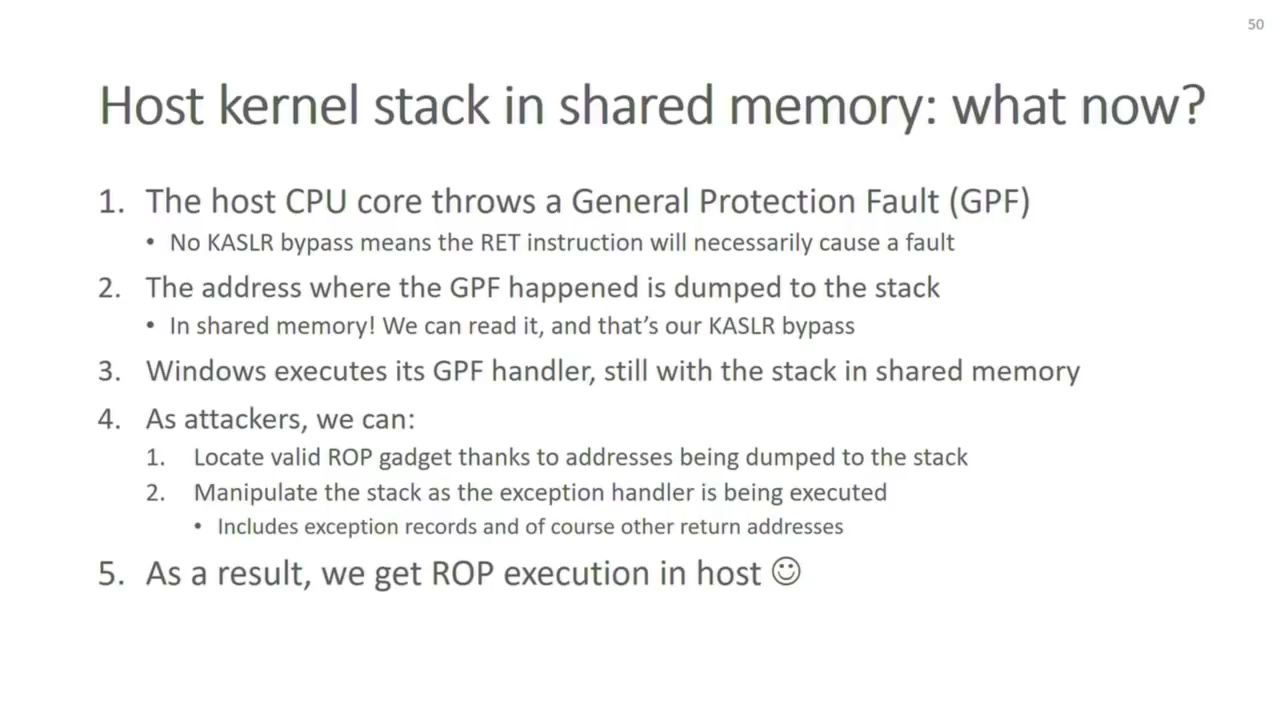 50
Host kernel stack in shared memory: what now?
1. The host CPU core throws a General Protection Fault (GPF)
• No KASLR bypass means the RET instruction will necessarily cause a fault
2. The address where the GPF happened is dumped to the stack
• In shared memory! We can read it, and that's our KASLR bypass
3. Windows executes its GPF handler, still with the stack in shared memory
4. As attackers, we can:
1. Locate valid ROP gadget thanks to addresses being dumped to the stack
2. Manipulate the stack as the exception handler is being executed
• Includes exception records and of course other return addresses
5. As a result, we get ROP execution in host ☺